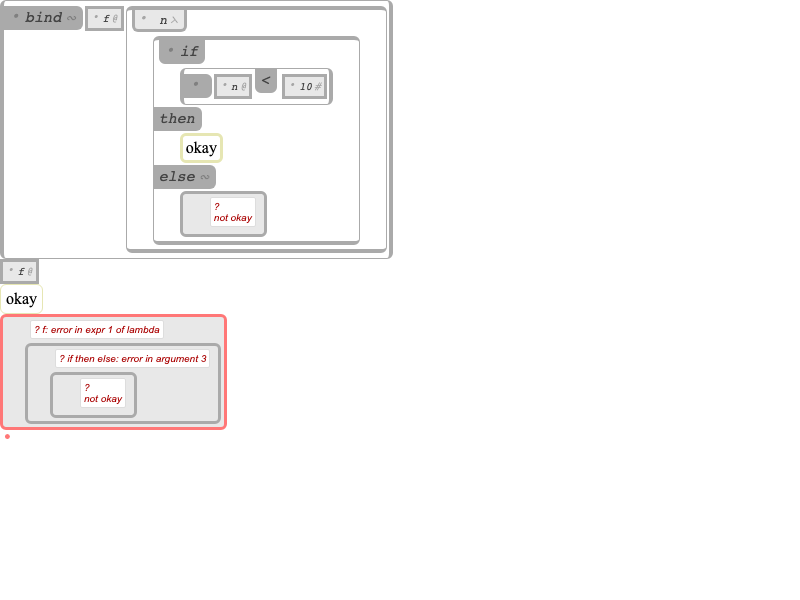 * bind ∾ * f @ * n ⅄
* if
* * n @ < * 10 #
then
okay
else ∾
?
not okay
* f @
okay
? f: error in expr 1 of lambda
? if then else: error in argument 3
?
not okay